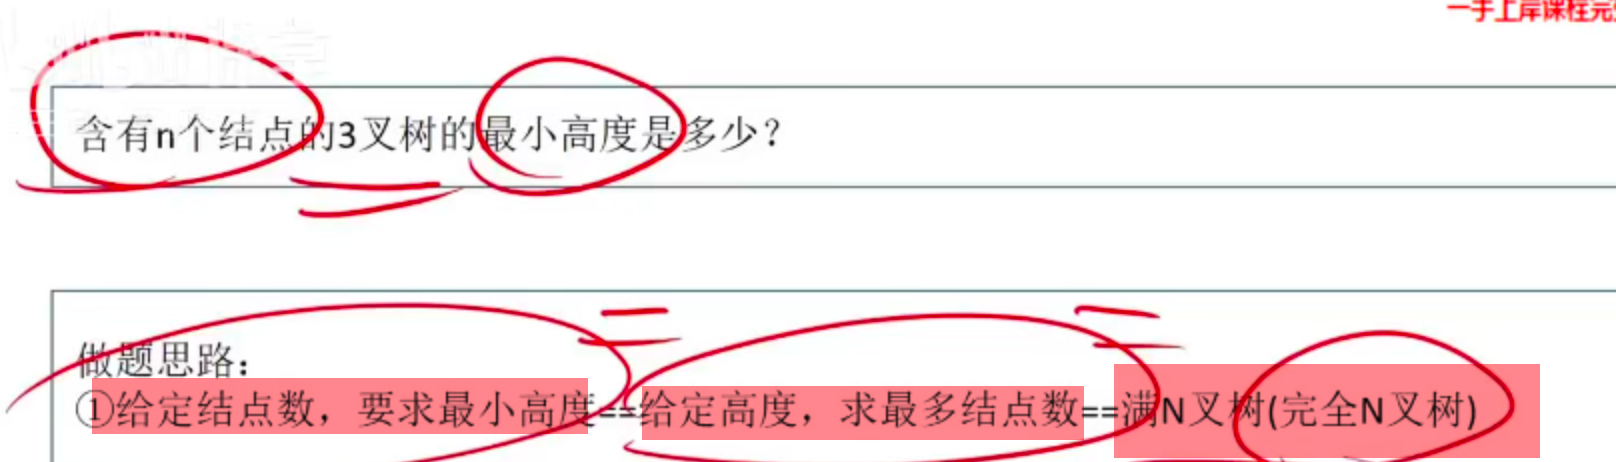 一手上岸课程完
含有n个结点的3叉树的最小高度是多少？
做题思路：
①给定结点数，要求最小高度==给定高度，求最多结点数==满N叉树(完全N叉树)